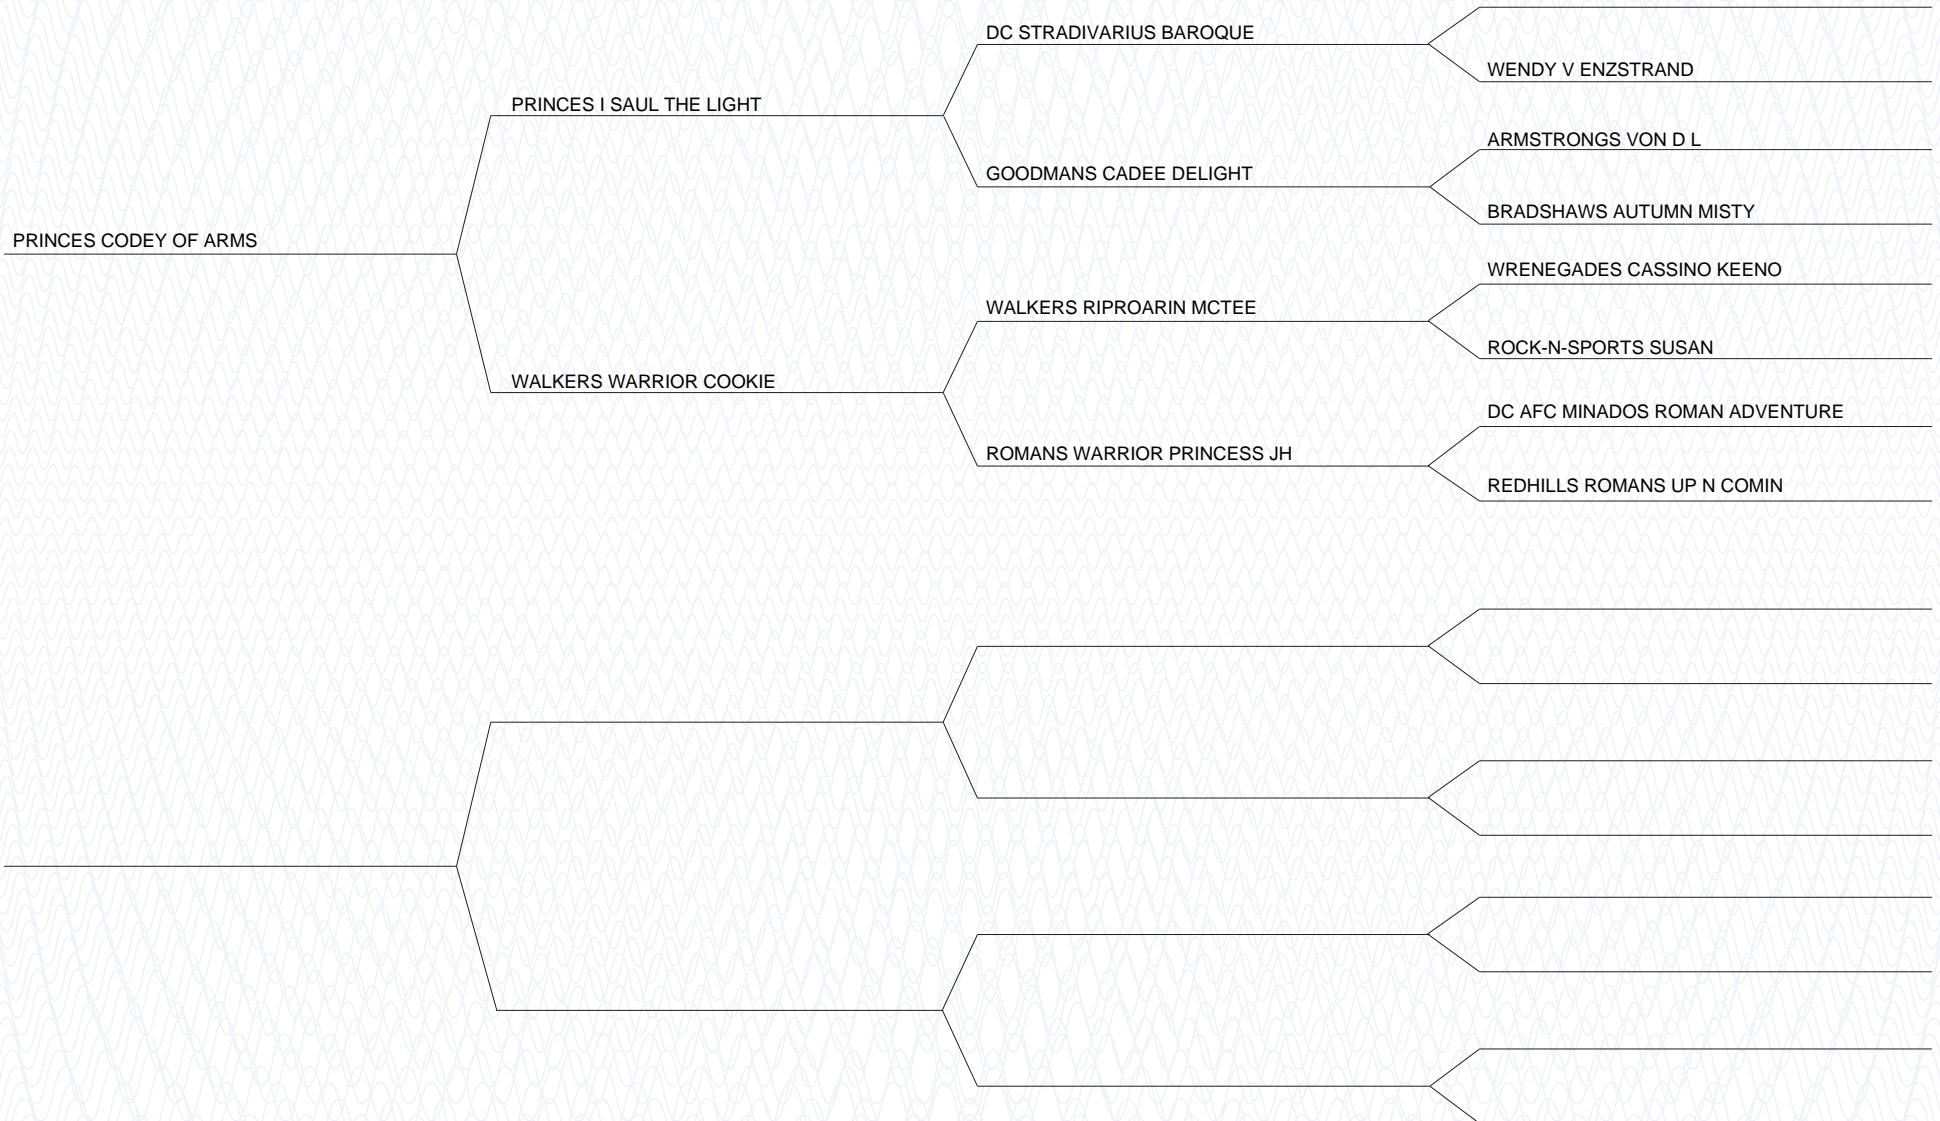 DC STRADIVARIUS BAROQUE
WENDY V ENZSTRAND
PRINCES I SAUL THE LIGHT
ARMSTRONGS VON D L
GOODMANS CADEE DELIGHT
BRADSHAWS AUTUMN MISTY
PRINCES CODEY OF ARMS
WRENEGADES CASSINO KEENO
WALKERS RIPROARIN MCTEE
ROCK-N-SPORTS SUSAN
WALKERS WARRIOR COOKIE
DC AFC MINADOS ROMAN ADVENTURE
ROMANS WARRIOR PRINCESS JH
REDHILLS ROMANS UP N COMIN